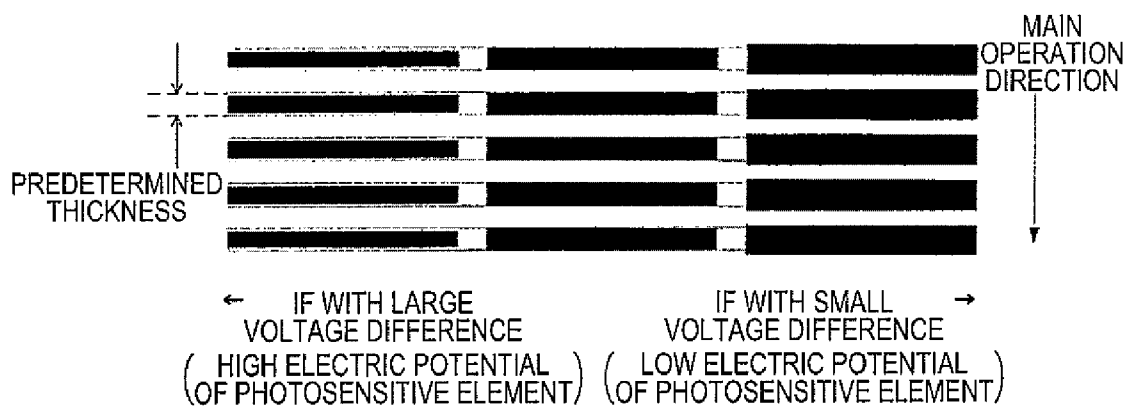 MAIN
OPERATION
DIRECTION
PREDETERMINED
THICKNESS
IF WITH LARGE
VOLTAGE DIFFERENCE
(HIGH ELECTRIC POTENTIAL
OF PHOTOSENSITIVE ELEMENT)
IF WITH SMALL
VOLTAGE DIFFERENCE
(LOW ELECTRIC POTENTIAL
OF PHOTOSENSITIVE ELEMENT)